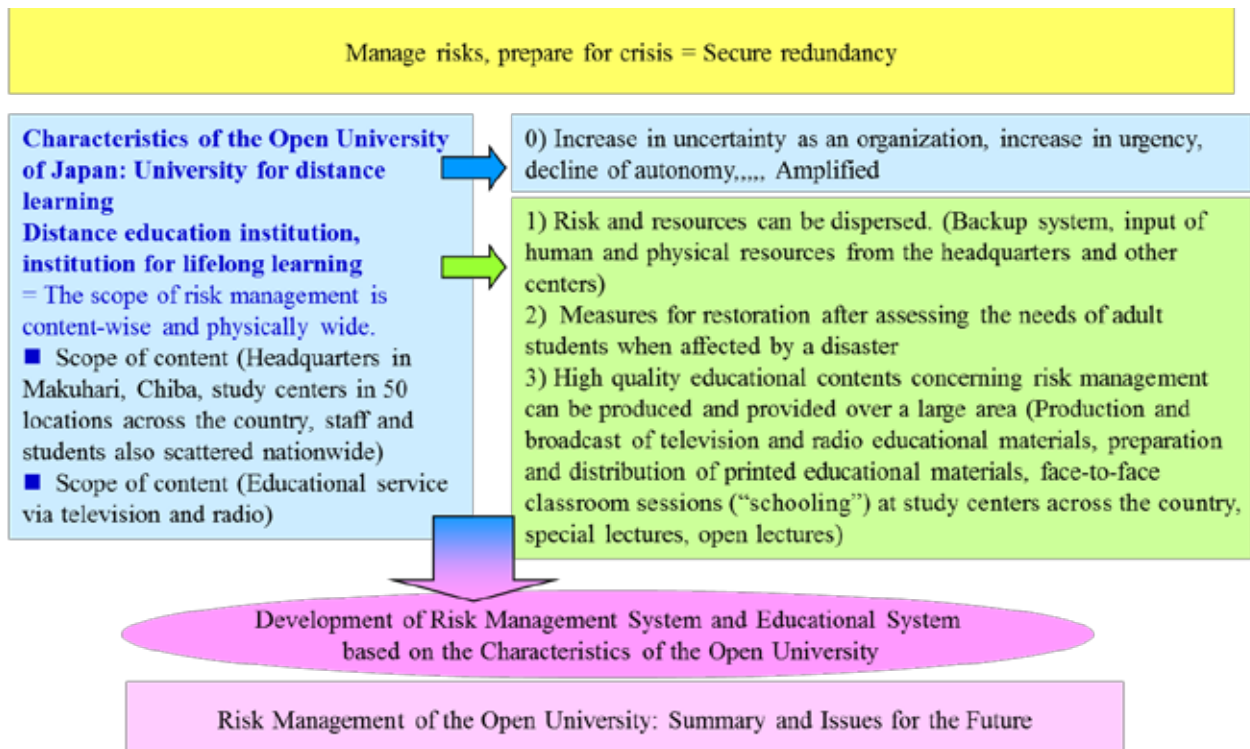 Manage risks, prepare for crisis = Secure redundancy
Characteristics of the Open University
of Japan: University for distance
learning
Distance education institution,
institution for lifelong learning
= The scope of risk management is
content-wise and physically wide.
■ Scope of content (Headquarters in
Makuhari, Chiba, study centers in 50
locations across the country, staff and
students also scattered nationwide)
■ Scope of content (Educational service
via television and radio)
0) Increase in uncertainty as an organization, increase in urgency,
decline of autonomy,,,,, Amplified
1) Risk and resources can be dispersed. (Backup system, input of
human and physical resources from the headquarters and other
centers)
2) Measures for restoration after assessing the needs of adult
students when affected by a disaster
3) High quality educational contents concerning risk management
can be produced and provided over a large area (Production and
broadcast of television and radio educational materials, preparation
and distribution of printed educational materials, face-to-face
classroom sessions (“schooling”) at study centers across the country,
special lectures, open lectures)
Development of Risk Management System and Educational System
based on the Characteristics of the Open University
Risk Management of the Open University: Summary and Issues for the Future